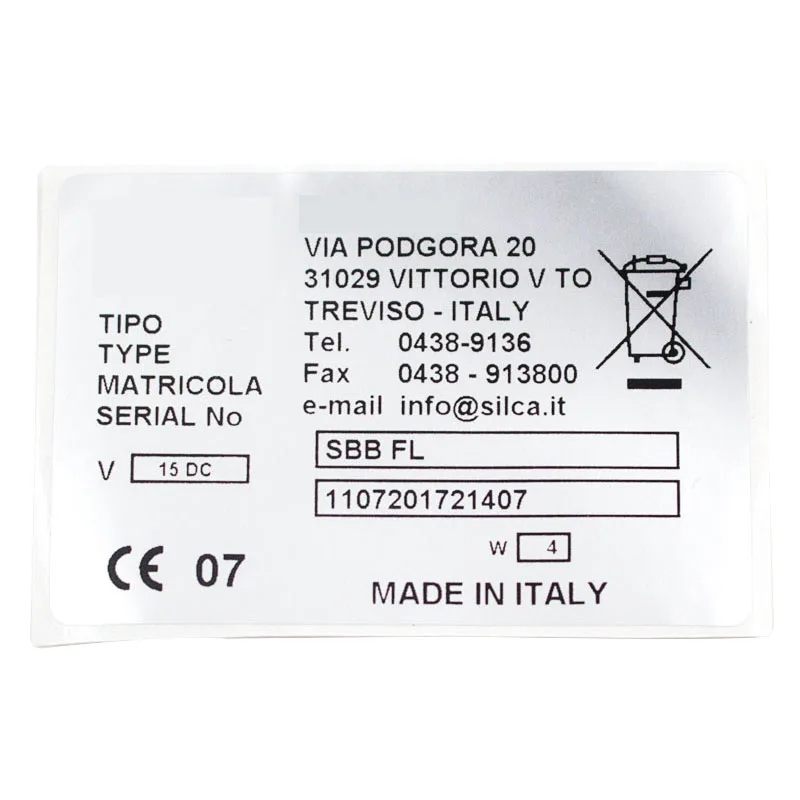 VIA PODGORA 20
31029 VITTORIO V TO
TREVISO - ITALY
Tel. 0438-9136
Fax 0438 - 913800
e-mail info@silca.it
TIPO
TYPE
MATRICOLA
SERIAL No
SBB FL
V 15 DC
1107201721407
W 4
CE 07
MADE IN ITALY